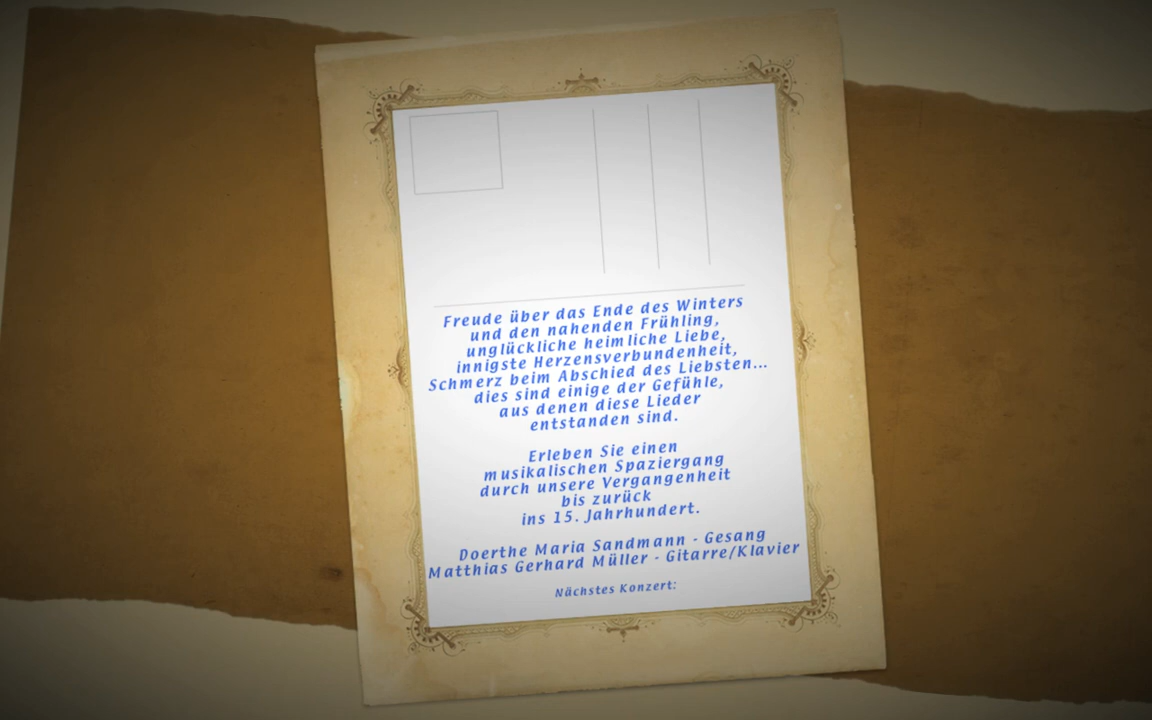 Freude über das Ende des Winters
und den nahenden Frühling,
unglückliche heimliche Liebe,
innigste Herzensverbundenheit,
Schmerz beim Abschied des Liebsten...
dies sind einige der Gefühle,
aus denen diese Lieder
entstanden sind.
Erleben Sie einen
musikalischen Spaziergang
durch unsere Vergangenheit
bis zurück
ins 15. Jahrhundert.
Doerthe Maria Sandmann - Gesang
Matthias Gerhard Müller - Gitarre/Klavier
Nächstes Konzert: